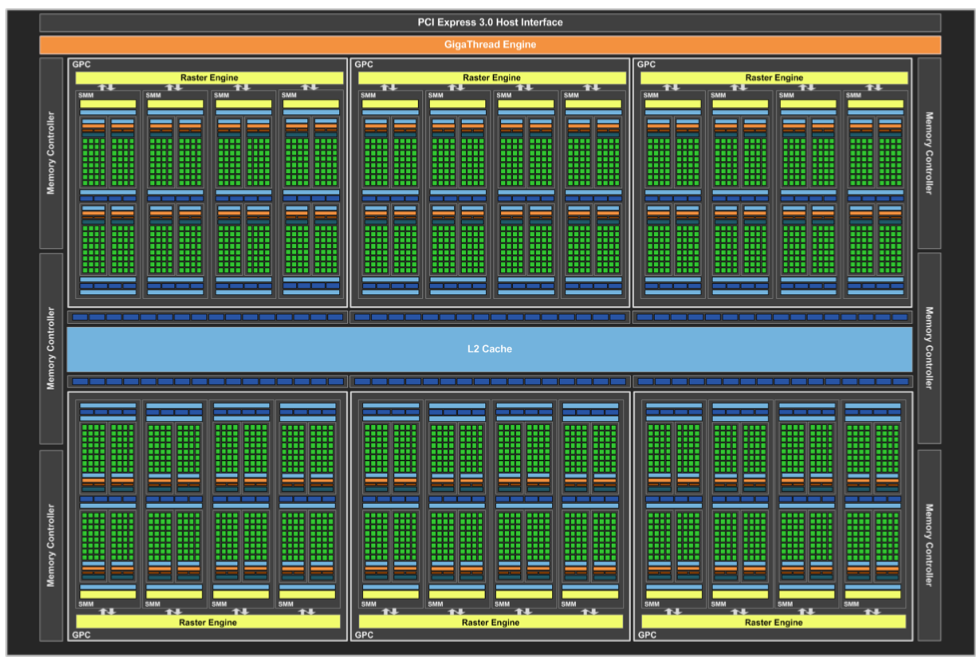 PCI Express 3.0 Host Interface
GigaThread Engine
GPC
GPC
GPC
Raster Engine
Raster Engine
Raster Engine
SMM SMM SMM SMM
SMM SMM SMM SMM
SMM SMM SMM SMM
Memory Controller
Memory Controller
Memory Controller
Memory Controller
L2 Cache
Memory Controller
Memory Controller
SMM SMM SMM SMM
SMM SMM SMM SMM
SMM SMM SMM SMM
Raster Engine
Raster Engine
Raster Engine
GPC
GPC
GPC